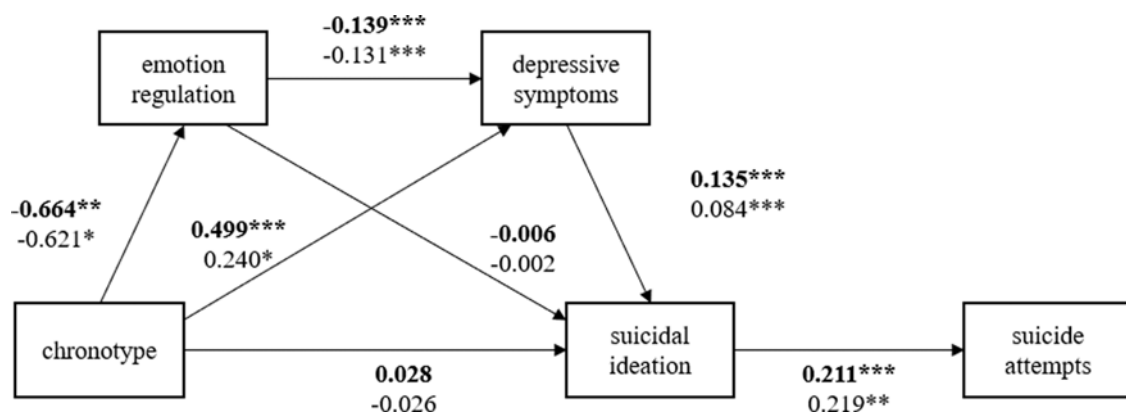 -0.139***
-0.131***
emotion
regulation
depressive
symptoms
-0.664**
-0.621*
0.499***
0.240*
-0.006
-0.002
0.135***
0.084***
chronotype
0.028
-0.026
suicidal
ideation
0.211***
0.219**
suicide
attempts